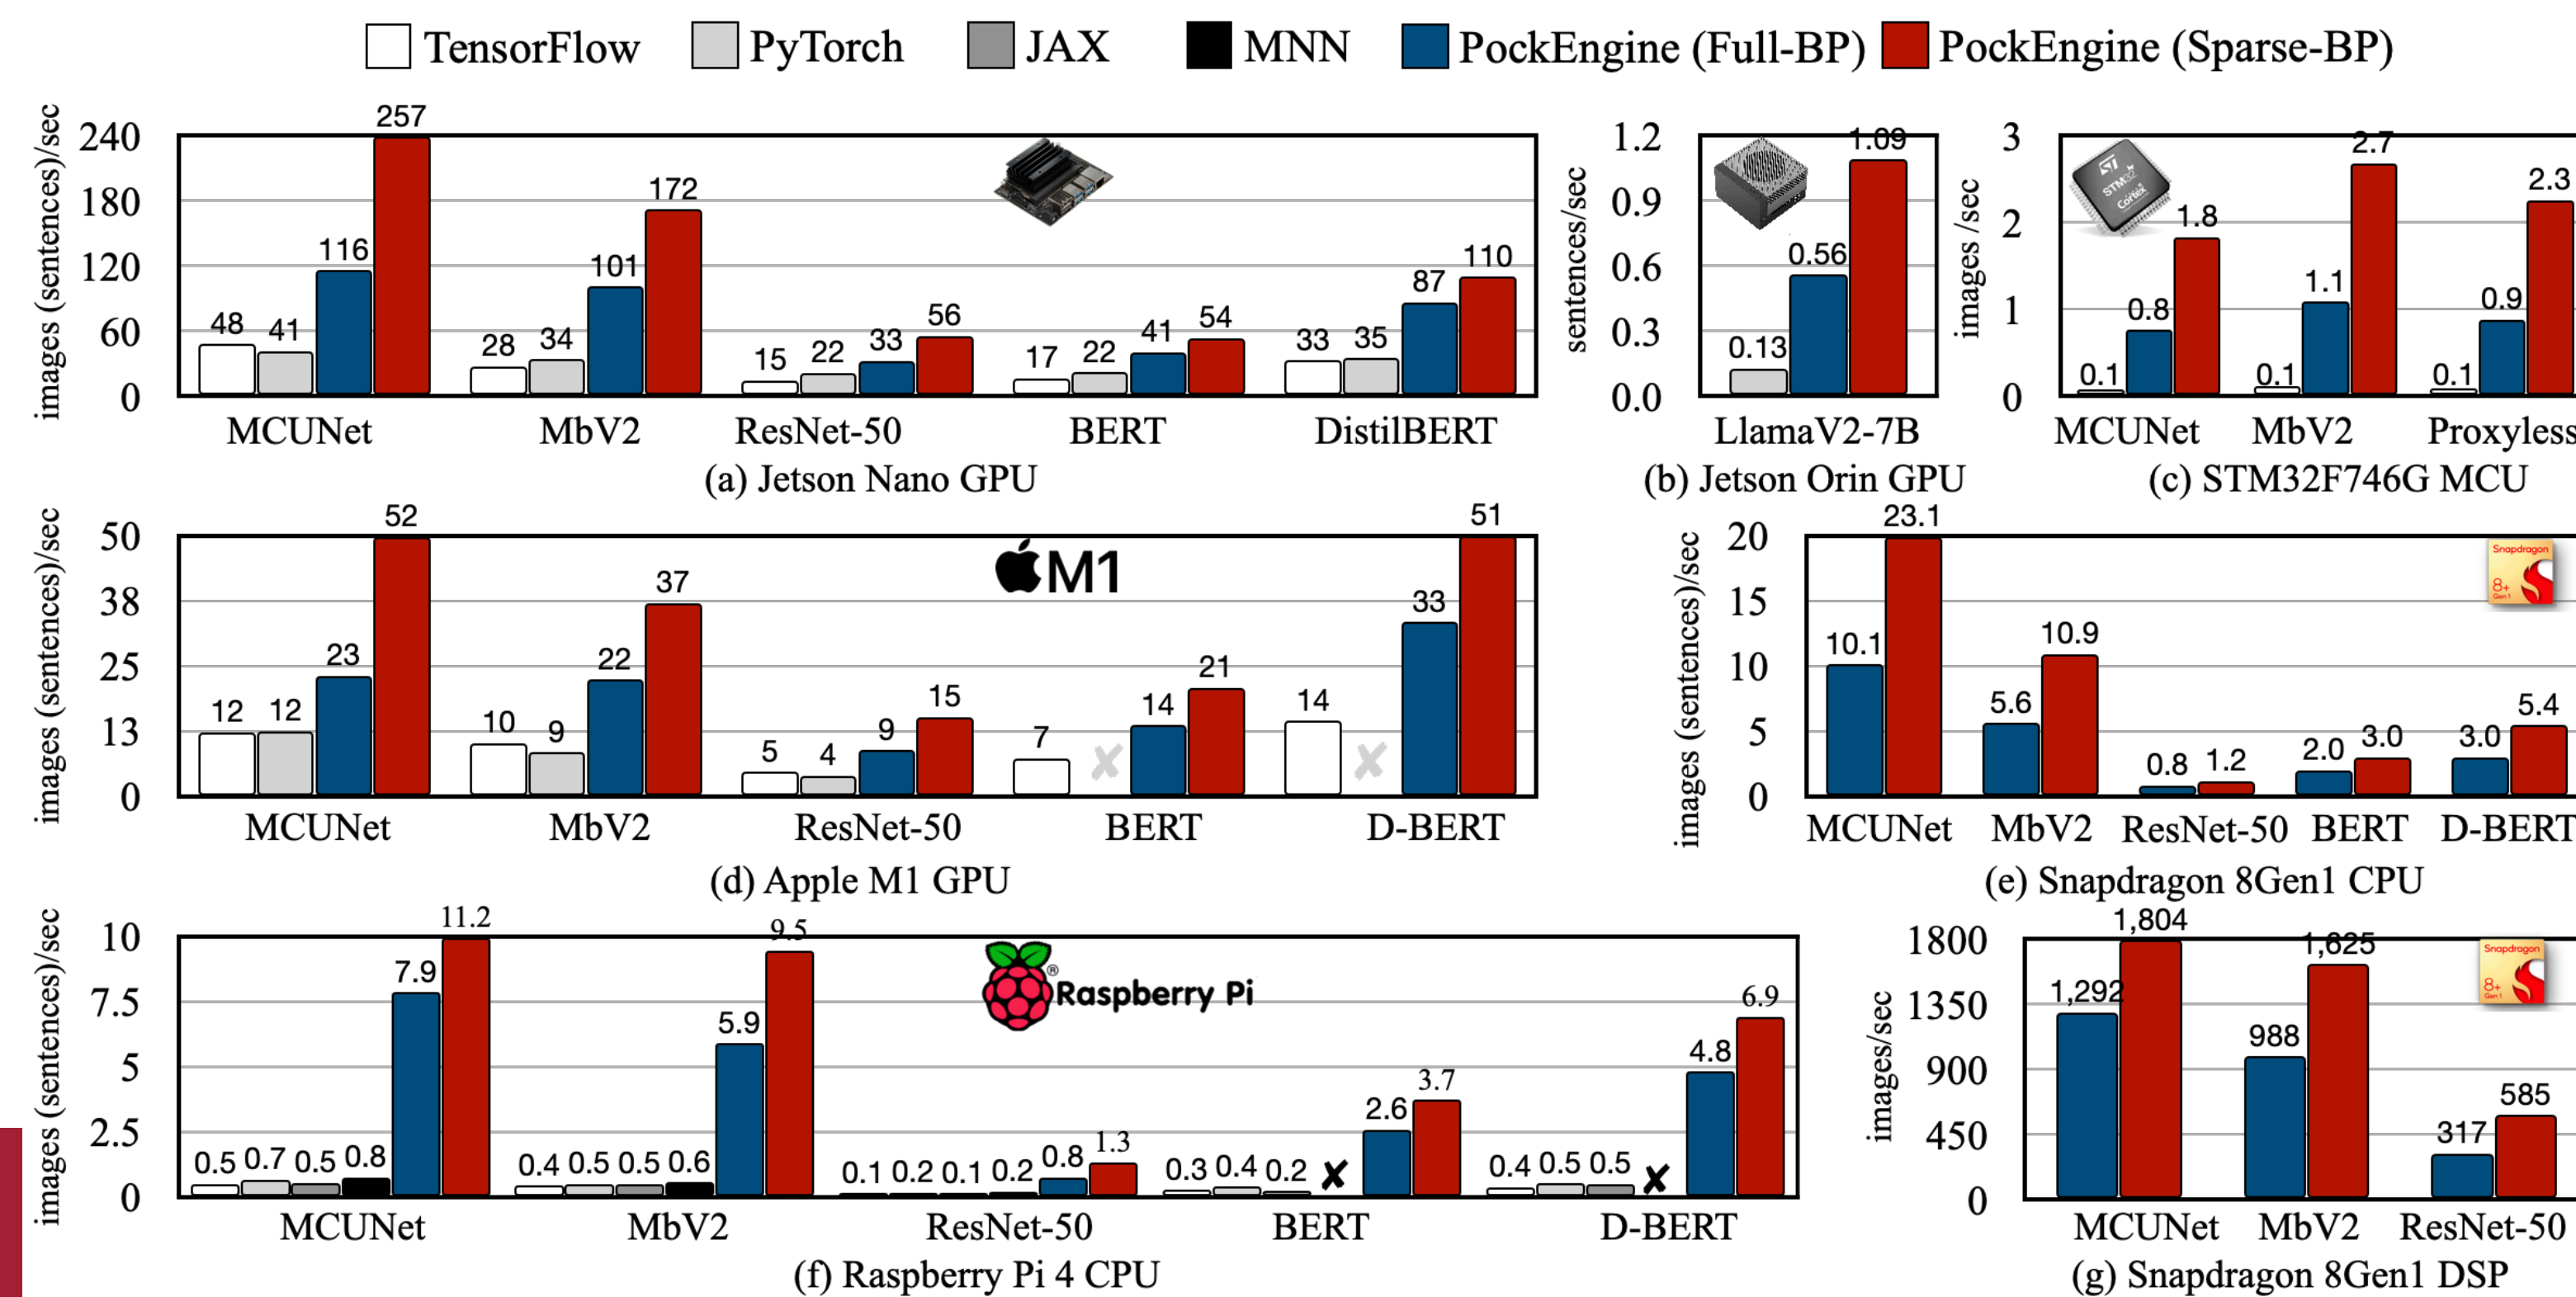 TensorFlow PyTorch JAX MNN PockEngine (Full-BP) PockEngine (Sparse-BP)
images (sentences)/sec
240
180
120
60
0
48 41 116 257
28 34 101 172
15 22 33 56
17 22 41 54
33 35 87 110
MCUNet MbV2 ResNet-50 BERT DistilBERT
(a) Jetson Nano GPU
sentences/sec
1.2
0.9
0.6
0.3
0.0
0.13 0.56 1.09
LlamaV2-7B
(b) Jetson Orin GPU
images /sec
3
2
1
0
STM32
Cortex
0.1 0.8 1.8
0.1 1.1 2.7
0.1 0.9 2.3
MCUNet MbV2 Proxyless
(c) STM32F746G MCU
images (sentences)/sec
50
38
25
13
0
M1
12 12 23 52
10 9 22 37
5 4 9 15
7 ✘ 14 21
14 ✘ 33 51
MCUNet MbV2 ResNet-50 BERT D-BERT
(d) Apple M1 GPU
images (sentences)/sec
20
15
10
5
0
Snapdragon
8+
Gen 1
10.1 23.1
5.6 10.9
0.8 1.2
2.0 3.0
3.0 5.4
MCUNet MbV2 ResNet-50 BERT D-BERT
(e) Snapdragon 8Gen1 CPU
images (sentences)/sec
10
7.5
5
2.5
0
Raspberry Pi
®
0.5 0.7 0.5 0.8 7.9 11.2
0.4 0.5 0.5 0.6 5.9 9.5
0.1 0.2 0.1 0.2 0.8 1.3
0.3 0.4 0.2 ✘ 2.6 3.7
0.4 0.5 0.5 ✘ 4.8 6.9
MCUNet MbV2 ResNet-50 BERT D-BERT
(f) Raspberry Pi 4 CPU
images/sec
1800
1350
900
450
0
Snapdragon
8+
Gen 1
1,292 1,804
988 1,625
317 585
MCUNet MbV2 ResNet-50
(g) Snapdragon 8Gen1 DSP